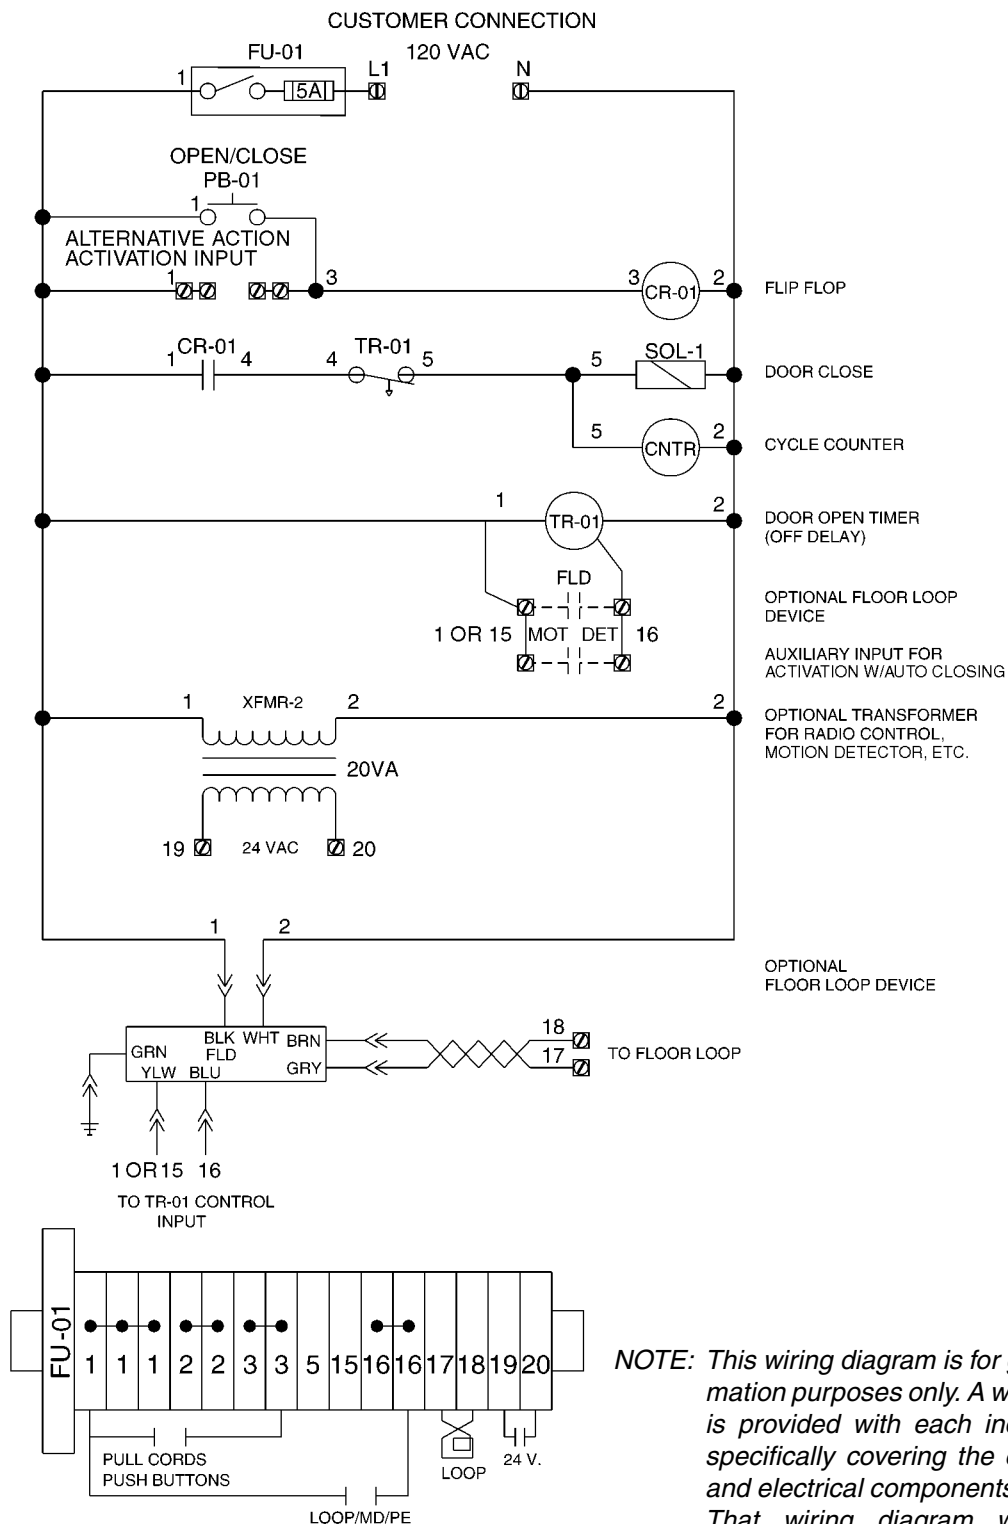 CUSTOMER CONNECTION
FU-01
120 VAC
1
5A
L1
N
OPEN/CLOSE
PB-01
1
ALTERNATIVE ACTION
ACTIVATION INPUT
1
3
3
CR-01
2
FLIP FLOP
CR-01
1
4
TR-01
4
5
5
SOL-1
DOOR CLOSE
5
CNTR
2
CYCLE COUNTER
1
TR-01
2
DOOR OPEN TIMER
(OFF DELAY)
FLD
OPTIONAL FLOOR LOOP
DEVICE
1 OR 15
MOT
DET
16
AUXILIARY INPUT FOR
ACTIVATION W/AUTO CLOSING
1
XFMR-2
2
2
OPTIONAL TRANSFORMER
FOR RADIO CONTROL,
MOTION DETECTOR, ETC.
20VA
19
24 VAC
20
1
2
OPTIONAL
FLOOR LOOP DEVICE
BLK WHT BRN
GRN
FLD
YLW BLU
GRY
18
17
TO FLOOR LOOP
1 OR 15
16
TO TR-01 CONTROL
INPUT
FU-01
1 1 1 2 2 3 3 5 15 16 16 17 18 19 20
PULL CORDS
PUSH BUTTONS
LOOP
24 V.
LOOP/MD/PE
NOTE: This wiring diagram is for
mation purposes only. A w
is provided with each
specifically covering the
and electrical components
That wiring diagram